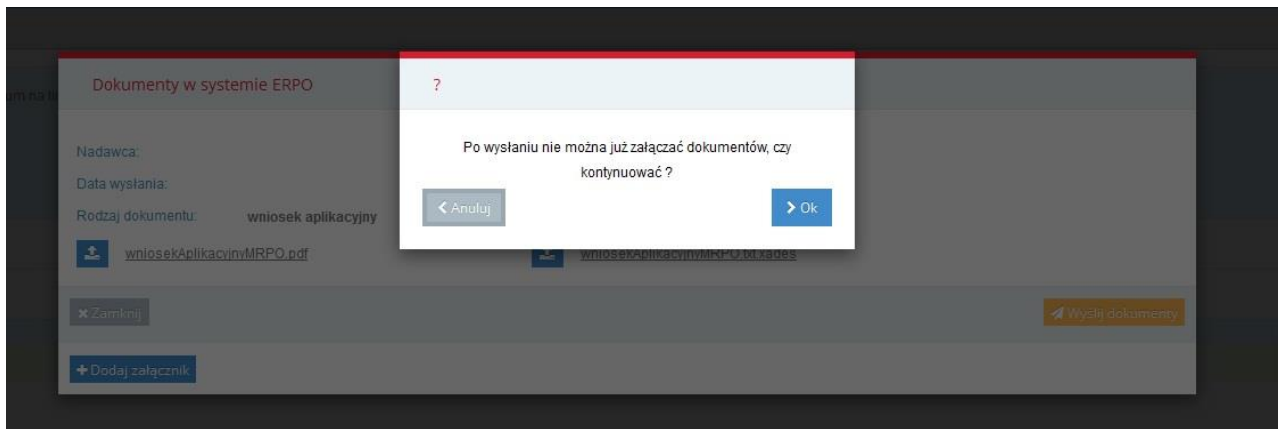 Dokumenty w systemie ERPO
?
Po wysłaniu nie można już załączać dokumentów, czy
kontynuować ?
Anuluj
Ok
Nadawca:
Data wysłania:
Rodzaj dokumentu: wniosek aplikacyjny
wniosekAplikacyjnyMRPO.pdf wniosekAplikacyjnyMRPO.txt.xades
Zamknij Wyślij dokumenty
Dodaj załącznik